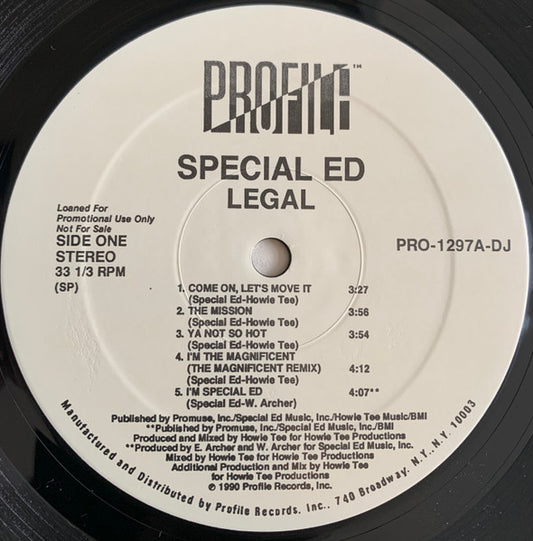 PROFILE™
SPECIAL ED
LEGAL
Loaned For
Promotional Use Only
Not For Sale
SIDE ONE
STEREO
33 1/3 RPM
(SP)
PRO-1297A-DJ
1. COME ON, LET'S MOVE IT 3:27
(Special Ed-Howie Tee)
2. THE MISSION 3:56
(Special Ed-Howie Tee)
3. YA NOT SO HOT 3:54
(Special Ed-Howie Tee)
4. I'M THE MAGNIFICENT
(THE MAGNIFICENT REMIX) 4:12
(Special Ed-Howie Tee)
5. I'M SPECIAL ED 4:07**
(Special Ed-W. Archer)
Published by Promuse, Inc./Special Ed Music, Inc./Howie Tee Music/BMI
**Published by Promuse, Inc./Special Ed Music, Inc./BMI
Produced and Mixed by Howie Tee for Howie Tee Productions
**Produced by E. Archer and W. Archer for Special Ed Music, Inc.
Mixed by Howie Tee for Howie Tee Productions
Additional Production and Mix by Howie Tee
for Howie Tee Productions
℗ 1990 Profile Records, Inc.
Manufactured and Distributed by Profile Records, Inc., 740 Broadway, N.Y., N.Y. 10003